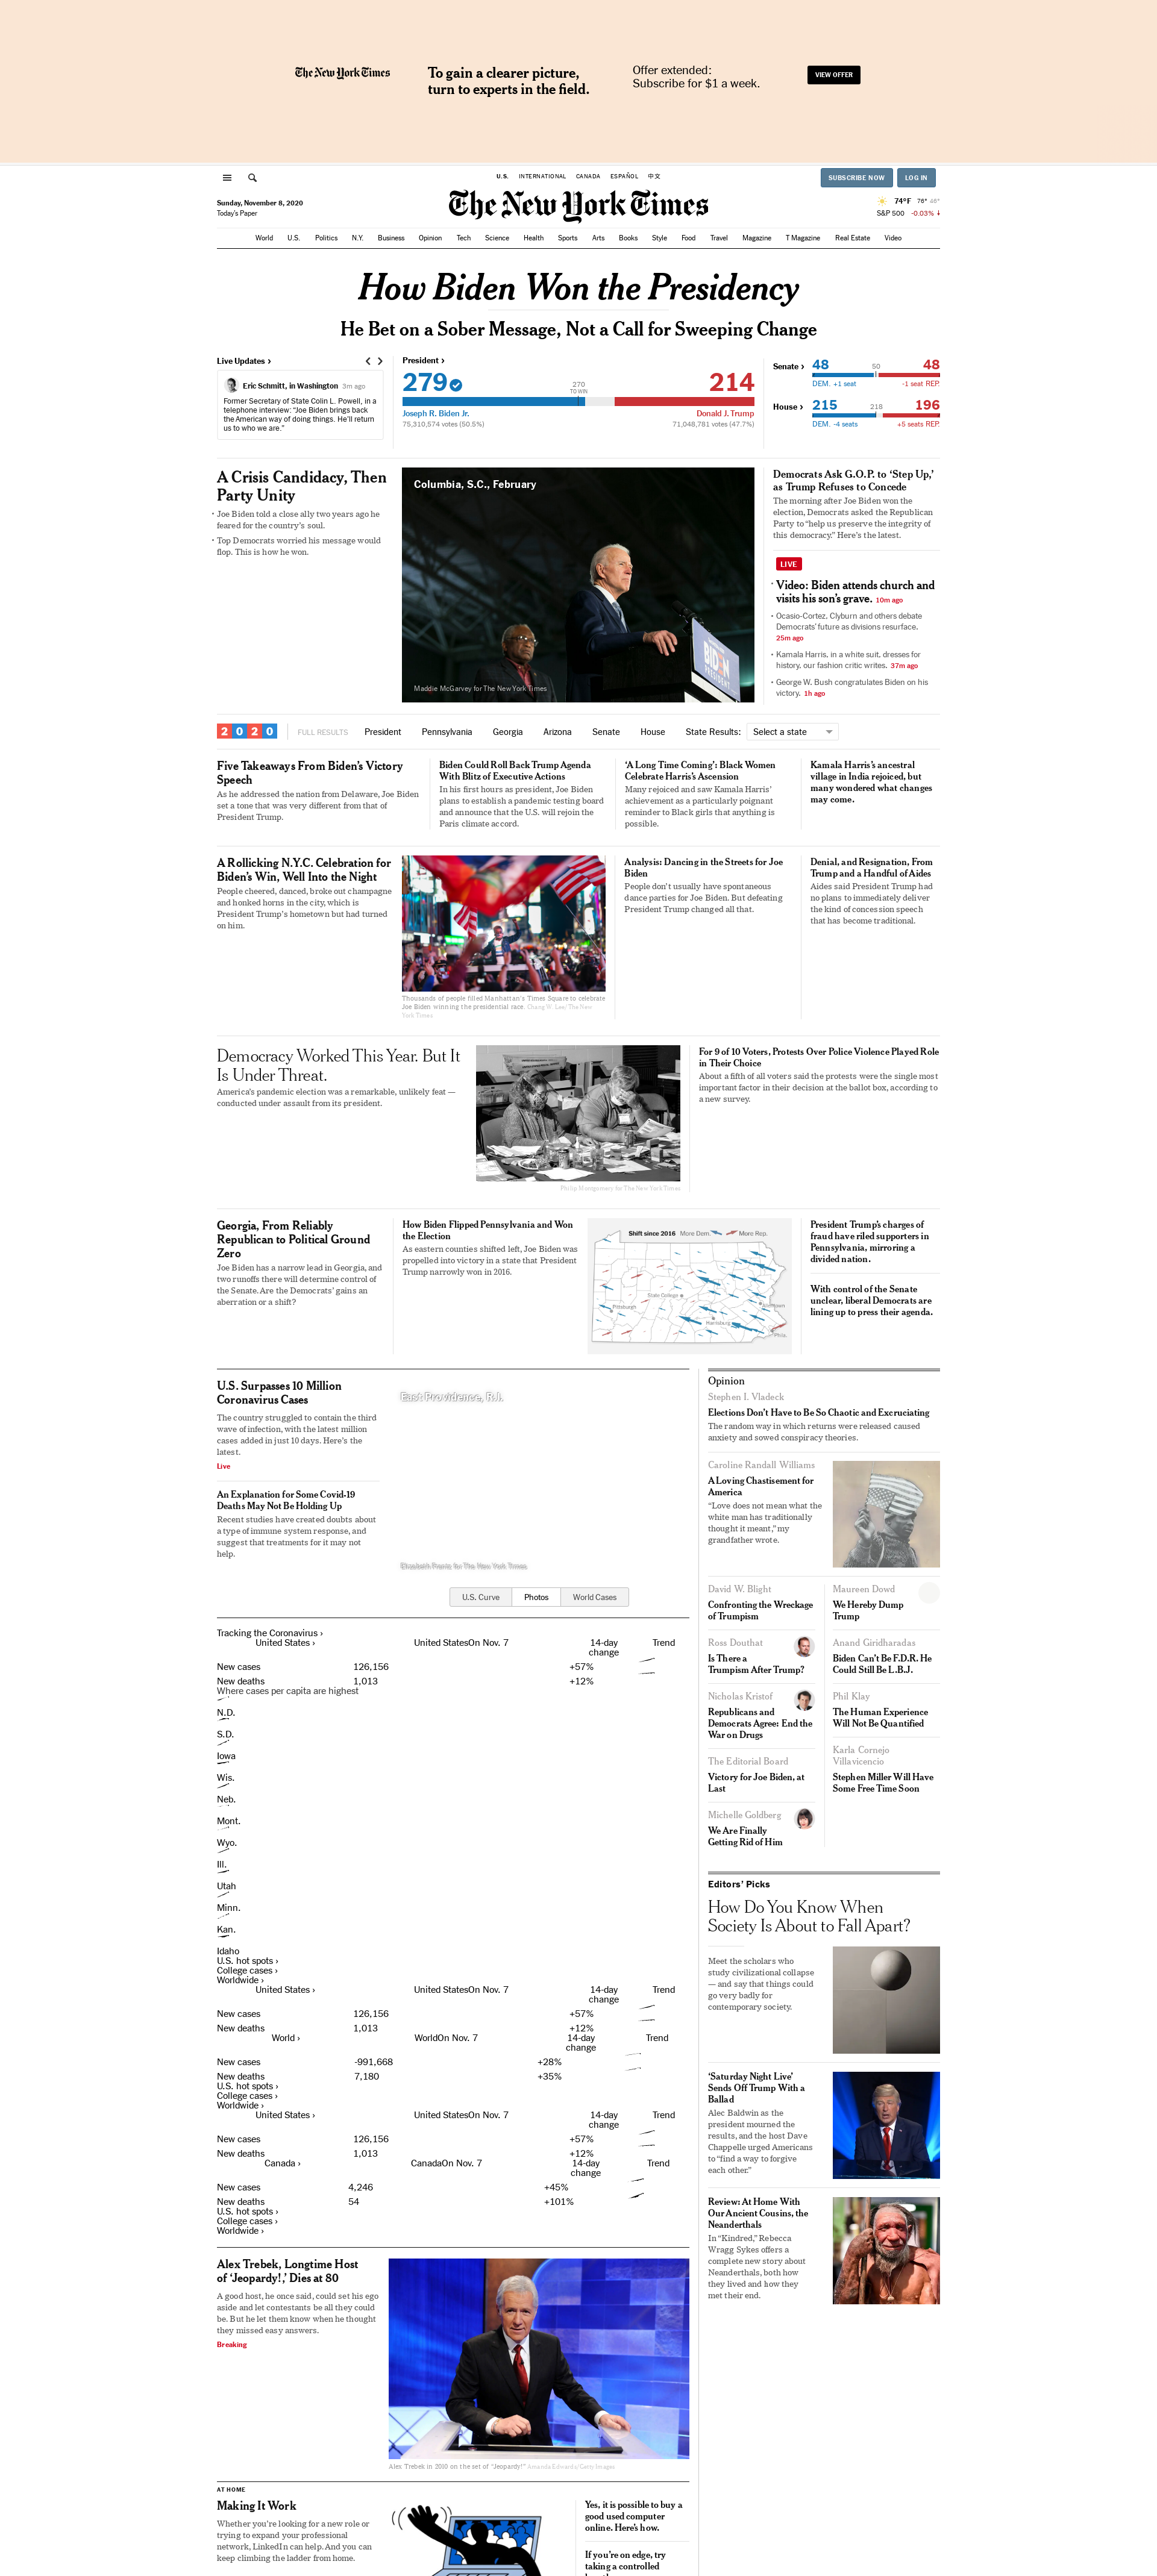 The New York Times
To gain a clearer picture,
turn to experts in the field.
Offer extended:
Subscribe for $1 a week.
VIEW OFFER
U.S.
INTERNATIONAL
CANADA
ESPAÑOL
中文
SUBSCRIBE NOW
LOG IN
Sunday, November 8, 2020
Today's Paper
The New York Times
74°F 76° 46°
S&P 500 -0.03%
World U.S. Politics N.Y. Business Opinion Tech Science Health Sports Arts Books Style Food Travel Magazine T Magazine Real Estate Video
How Biden Won the Presidency
He Bet on a Sober Message, Not a Call for Sweeping Change
Live Updates ›
Eric Schmitt, in Washington 3m ago
Former Secretary of State Colin L. Powell, in a
telephone interview: “Joe Biden brings back
the American way of doing things. He'll return
us to who we are.”
President ›
279
270
TO WIN
214
Joseph R. Biden Jr.
Donald J. Trump
75,310,574 votes (50.5%)
71,048,781 votes (47.7%)
Senate ›
48
50
48
DEM. +1 seat
-1 seat REP.
House ›
215
218
196
DEM. -4 seats
+5 seats REP.
A Crisis Candidacy, Then
Party Unity
• Joe Biden told a close ally two years ago he
feared for the country's soul.
• Top Democrats worried his message would
flop. This is how he won.
Columbia, S.C., February
BIDEN
PRESIDENT
Maddie McGarvey for The New York Times
Democrats Ask G.O.P. to ‘Step Up,’
as Trump Refuses to Concede
The morning after Joe Biden won the
election, Democrats asked the Republican
Party to “help us preserve the integrity of
this democracy.” Here's the latest.
LIVE
• Video: Biden attends church and
visits his son's grave. 10m ago
• Ocasio-Cortez, Clyburn and others debate
Democrats' future as divisions resurface.
25m ago
• Kamala Harris, in a white suit, dresses for
history, our fashion critic writes. 37m ago
• George W. Bush congratulates Biden on his
victory. 1h ago
2020
FULL RESULTS President Pennsylvania Georgia Arizona Senate House State Results: Select a state
Five Takeaways From Biden's Victory
Speech
As he addressed the nation from Delaware, Joe Biden
set a tone that was very different from that of
President Trump.
Biden Could Roll Back Trump Agenda
With Blitz of Executive Actions
In his first hours as president, Joe Biden
plans to establish a pandemic testing board
and announce that the U.S. will rejoin the
Paris climate accord.
‘A Long Time Coming’: Black Women
Celebrate Harris's Ascension
Many rejoiced and saw Kamala Harris'
achievement as a particularly poignant
reminder to Black girls that anything is
possible.
Kamala Harris's ancestral
village in India rejoiced, but
many wondered what changes
may come.
A Rollicking N.Y.C. Celebration for
Biden's Win, Well Into the Night
People cheered, danced, broke out champagne
and honked horns in the city, which is
President Trump's hometown but had turned
on him.
Thousands of people filled Manhattan's Times Square to celebrate
Joe Biden winning the presidential race. Chang W. Lee/The New
York Times
Analysis: Dancing in the Streets for Joe
Biden
People don't usually have spontaneous
dance parties for Joe Biden. But defeating
President Trump changed all that.
Denial, and Resignation, From
Trump and a Handful of Aides
Aides said President Trump had
no plans to immediately deliver
the kind of concession speech
that has become traditional.
Democracy Worked This Year. But It
Is Under Threat.
America's pandemic election was a remarkable, unlikely feat —
conducted under assault from its president.
Philip Montgomery for The New York Times
For 9 of 10 Voters, Protests Over Police Violence Played Role
in Their Choice
About a fifth of all voters said the protests were the single most
important factor in their decision at the ballot box, according to
a new survey.
Georgia, From Reliably
Republican to Political Ground
Zero
Joe Biden has a narrow lead in Georgia, and
two runoffs there will determine control of
the Senate. Are the Democrats' gains an
aberration or a shift?
How Biden Flipped Pennsylvania and Won
the Election
As eastern counties shifted left, Joe Biden was
propelled into victory in a state that President
Trump narrowly won in 2016.
Shift since 2016 More Dem. More Rep.
State College
Pittsburgh
Allentown
Harrisburg
Phila.
President Trump's charges of
fraud have riled supporters in
Pennsylvania, mirroring a
divided nation.
With control of the Senate
unclear, liberal Democrats are
lining up to press their agenda.
U.S. Surpasses 10 Million
Coronavirus Cases
The country struggled to contain the third
wave of infection, with the latest million
cases added in just 10 days. Here's the
latest.
Live
An Explanation for Some Covid-19
Deaths May Not Be Holding Up
Recent studies have created doubts about
a type of immune system response, and
suggest that treatments for it may not
help.
East Providence, R.I.
Elizabeth Frantz for The New York Times
U.S. Curve Photos World Cases
Tracking the Coronavirus ›
United States › United StatesOn Nov. 7 14-day
change Trend
New cases 126,156 +57%
New deaths 1,013 +12%
Where cases per capita are highest
N.D.
S.D.
Iowa
Wis.
Neb.
Mont.
Wyo.
Ill.
Utah
Minn.
Kan.
Idaho
U.S. hot spots ›
College cases ›
Worldwide ›
United States › United StatesOn Nov. 7 14-day
change Trend
New cases 126,156 +57%
New deaths 1,013 +12%
World › WorldOn Nov. 7 14-day
change Trend
New cases -991,668 +28%
New deaths 7,180 +35%
U.S. hot spots ›
College cases ›
Worldwide ›
United States › United StatesOn Nov. 7 14-day
change Trend
New cases 126,156 +57%
New deaths 1,013 +12%
Canada › CanadaOn Nov. 7 14-day
change Trend
New cases 4,246 +45%
New deaths 54 +101%
U.S. hot spots ›
College cases ›
Worldwide ›
Alex Trebek, Longtime Host
of ‘Jeopardy!,’ Dies at 80
A good host, he once said, could set his ego
aside and let contestants be all they could
be. But he let them know when he thought
they missed easy answers.
Breaking
Alex Trebek in 2010 on the set of “Jeopardy!” Amanda Edwards/Getty Images
AT HOME
Making It Work
Whether you're looking for a new role or
trying to expand your professional
network, LinkedIn can help. And you can
keep climbing the ladder from home.
Yes, it is possible to buy a
good used computer
online. Here's how.
If you're on edge, try
taking a controlled
Opinion
Stephen I. Vladeck
Elections Don't Have to Be So Chaotic and Excruciating
The random way in which returns were released caused
anxiety and sowed conspiracy theories.
Caroline Randall Williams
A Loving Chastisement for
America
“Love does not mean what the
white man has traditionally
thought it meant,” my
grandfather wrote.
David W. Blight
Confronting the Wreckage
of Trumpism
Ross Douthat
Is There a
Trumpism After Trump?
Nicholas Kristof
Republicans and
Democrats Agree: End the
War on Drugs
The Editorial Board
Victory for Joe Biden, at
Last
Michelle Goldberg
We Are Finally
Getting Rid of Him
Maureen Dowd
We Hereby Dump
Trump
Anand Giridharadas
Biden Can't Be F.D.R. He
Could Still Be L.B.J.
Phil Klay
The Human Experience
Will Not Be Quantified
Karla Cornejo
Villavicencio
Stephen Miller Will Have
Some Free Time Soon
Editors' Picks
How Do You Know When
Society Is About to Fall Apart?
Meet the scholars who
study civilizational collapse
— and say that things could
go very badly for
contemporary society.
‘Saturday Night Live’
Sends Off Trump With a
Ballad
Alec Baldwin as the
president mourned the
results, and the host Dave
Chappelle urged Americans
to “find a way to forgive
each other.”
Review: At Home With
Our Ancient Cousins, the
Neanderthals
In “Kindred,” Rebecca
Wragg Sykes offers a
complete new story about
Neanderthals, both how
they lived and how they
met their end.